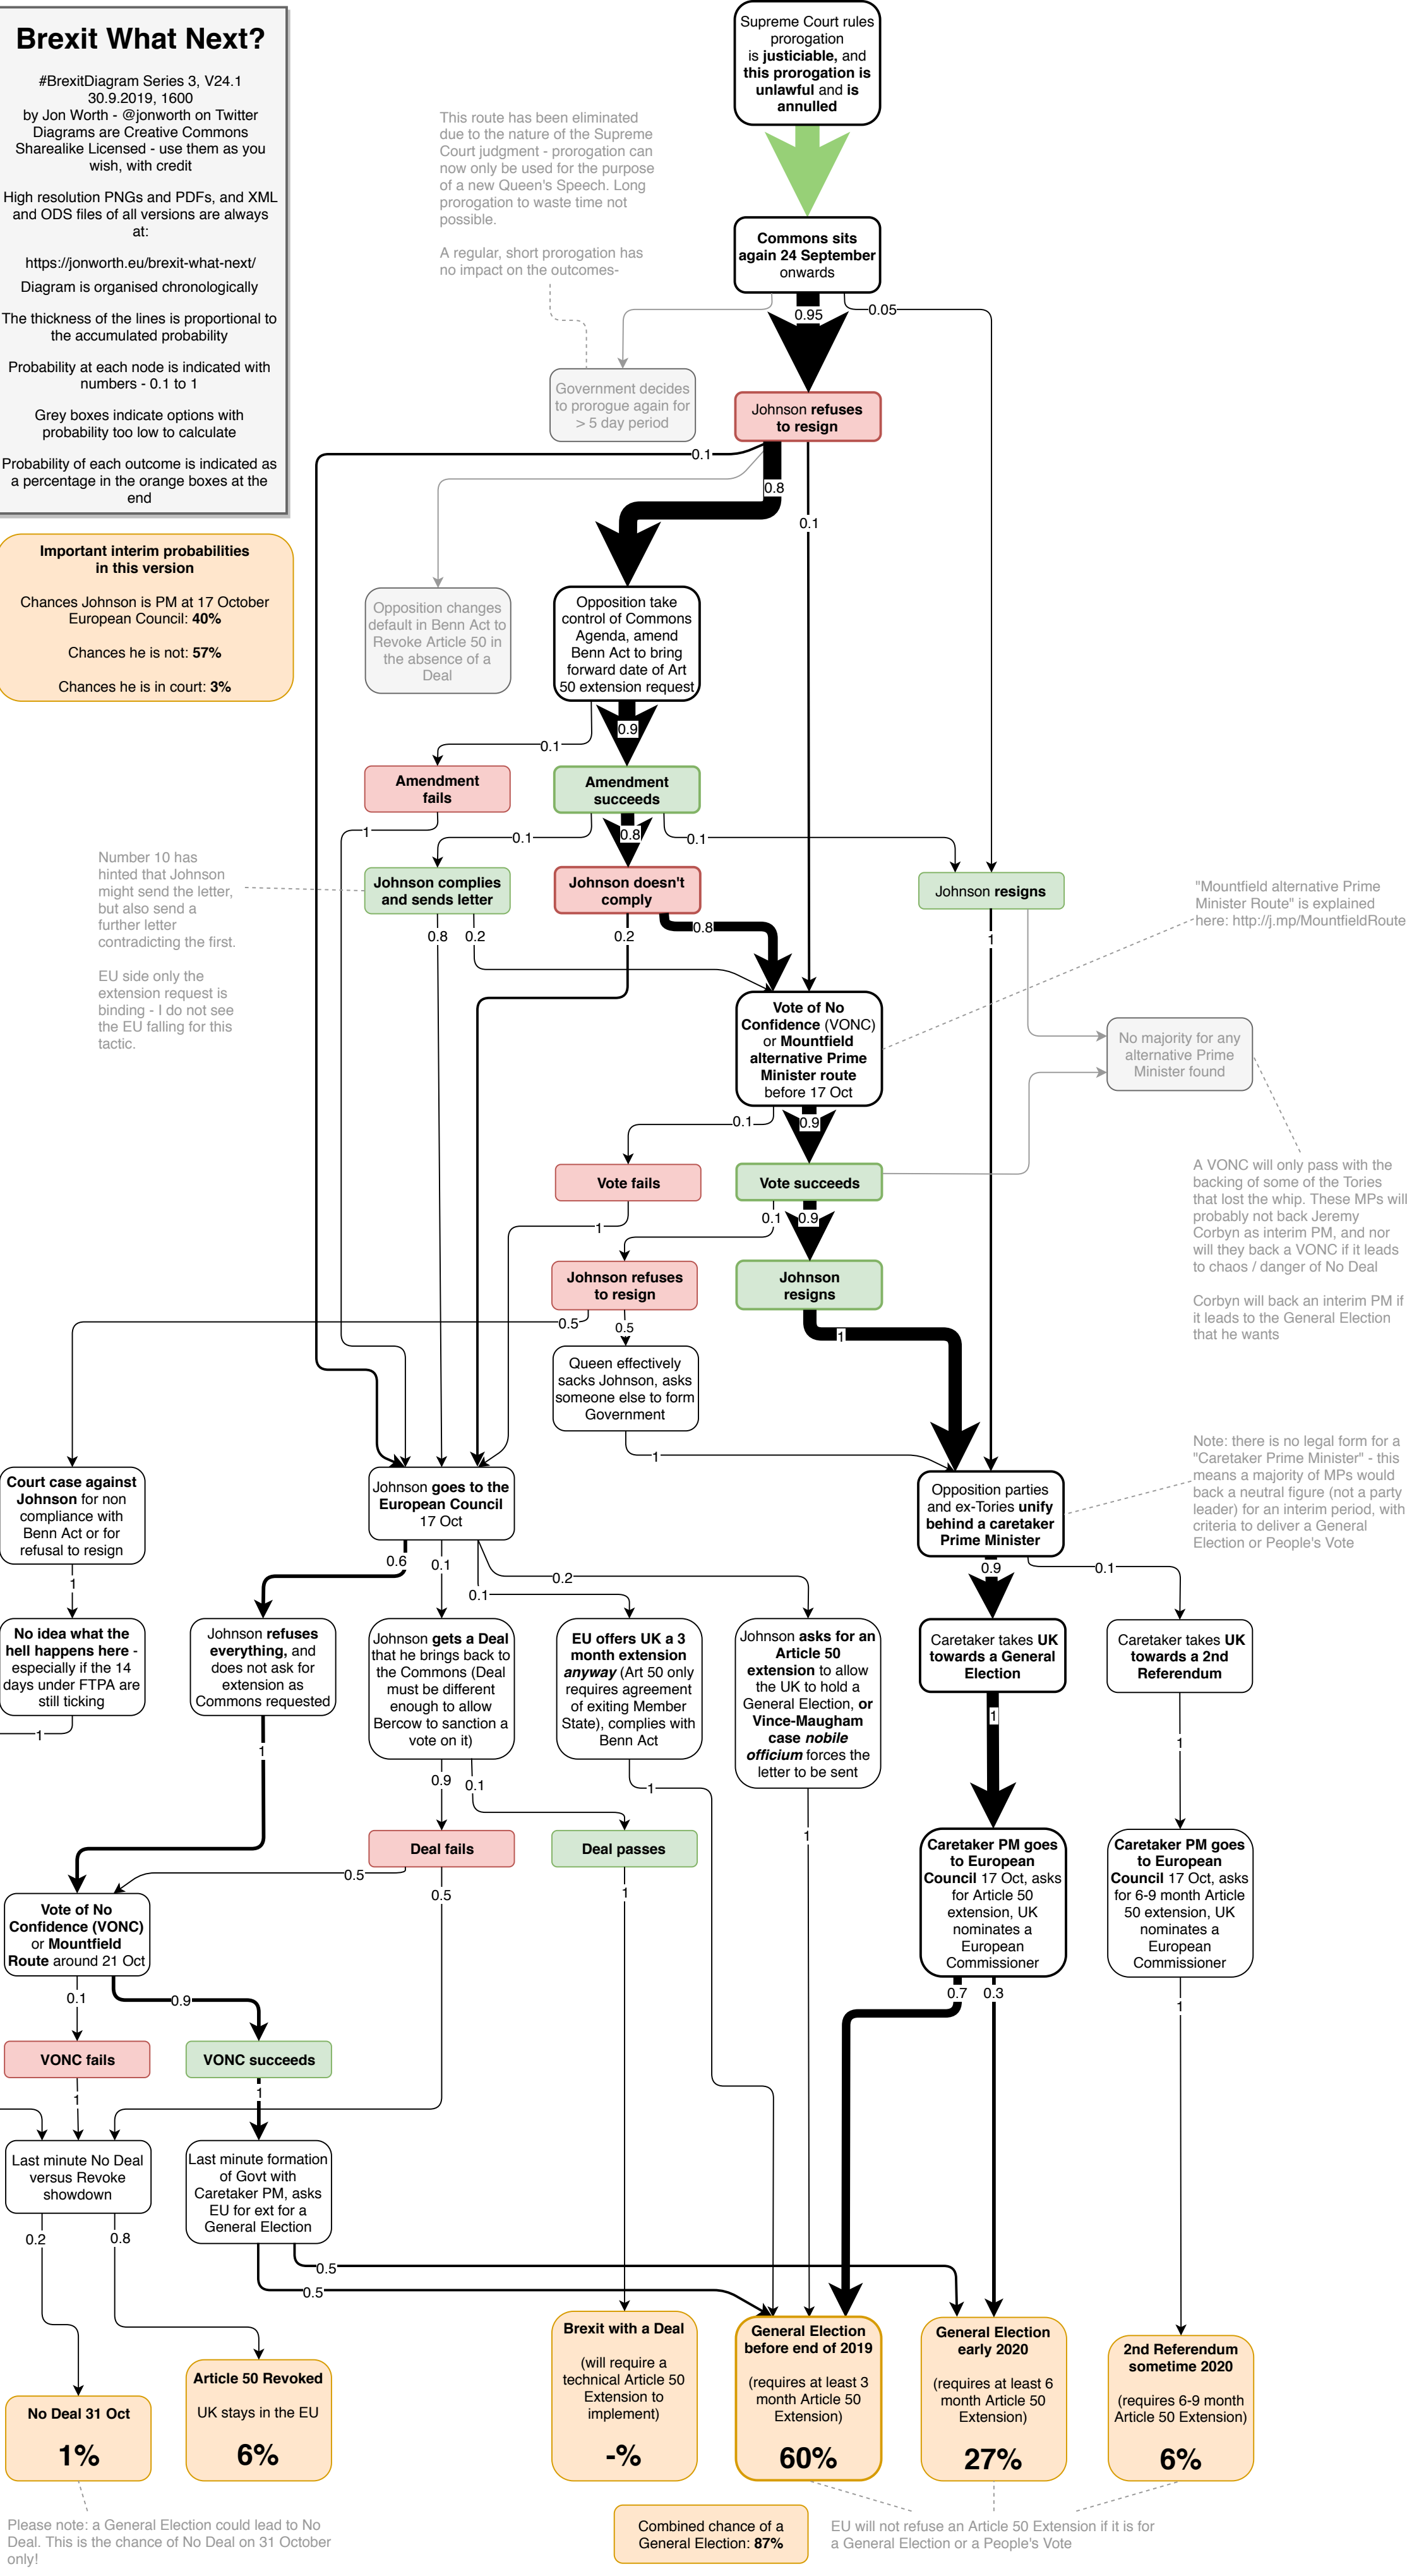 Brexit What Next?
#BrexitDiagram Series 3, V24.1
30.9.2019, 1600
by Jon Worth - @jonworth on Twitter
Diagrams are Creative Commons
Sharealike Licensed - use them as you
wish, with credit
High resolution PNGs and PDFs, and XML
and ODS files of all versions are always
at:
https://jonworth.eu/brexit-what-next/
Diagram is organised chronologically
The thickness of the lines is proportional to
the accumulated probability
Probability at each node is indicated with
numbers - 0.1 to 1
Grey boxes indicate options with
probability too low to calculate
Probability of each outcome is indicated as
a percentage in the orange boxes at the
end
Important interim probabilities
in this version
Chances Johnson is PM at 17 October
European Council: 40%
Chances he is not: 57%
Chances he is in court: 3%
Supreme Court rules
prorogation
is justiciable, and
this prorogation is
unlawful and is
annulled
This route has been eliminated
due to the nature of the Supreme
Court judgment - prorogation can
now only be used for the purpose
of a new Queen's Speech. Long
prorogation to waste time not
possible.
A regular, short prorogation has
no impact on the outcomes-
Commons sits
again 24 September
onwards
0.95
0.05
Government decides
to prorogue again for
> 5 day period
Johnson refuses
to resign
0.1
0.8
0.1
Opposition changes
default in Benn Act to
Revoke Article 50 in
the absence of a
Deal
Opposition take
control of Commons
Agenda, amend
Benn Act to bring
forward date of Art
50 extension request
0.9
0.1
Amendment
fails
Amendment
succeeds
1
0.1
0.8
0.1
Number 10 has
hinted that Johnson
might send the letter,
but also send a
further letter
contradicting the first.
EU side only the
extension request is
binding - I do not see
the EU falling for this
tactic.
Johnson complies
and sends letter
Johnson doesn't
comply
Johnson resigns
"Mountfield alternative Prime
Minister Route" is explained
here: http://j.mp/MountfieldRoute
0.8
0.2
0.2
0.8
1
Vote of No
Confidence (VONC)
or Mountfield
alternative Prime
Minister route
before 17 Oct
No majority for any
alternative Prime
Minister found
0.1
0.9
Vote fails
Vote succeeds
A VONC will only pass with the
backing of some of the Tories
that lost the whip. These MPs will
probably not back Jeremy
Corbyn as interim PM, and nor
will they back a VONC if it leads
to chaos / danger of No Deal
Corbyn will back an interim PM if
it leads to the General Election
that he wants
1
0.1
0.9
Johnson refuses
to resign
Johnson
resigns
0.5
0.5
1
Queen effectively
sacks Johnson, asks
someone else to form
Government
1
Note: there is no legal form for a
"Caretaker Prime Minister" - this
means a majority of MPs would
back a neutral figure (not a party
leader) for an interim period, with
criteria to deliver a General
Election or People's Vote
Court case against
Johnson for non
compliance with
Benn Act or for
refusal to resign
Johnson goes to the
European Council
17 Oct
Opposition parties
and ex-Tories unify
behind a caretaker
Prime Minister
1
0.6
0.1
0.1
0.2
0.9
0.1
No idea what the
hell happens here -
especially if the 14
days under FTPA are
still ticking
Johnson refuses
everything, and
does not ask for
extension as
Commons requested
Johnson gets a Deal
that he brings back to
the Commons (Deal
must be different
enough to allow
Bercow to sanction a
vote on it)
EU offers UK a 3
month extension
anyway (Art 50 only
requires agreement
of exiting Member
State), complies with
Benn Act
Johnson asks for an
Article 50
extension to allow
the UK to hold a
General Election, or
Vince-Maugham
case nobile
officium forces the
letter to be sent
Caretaker takes UK
towards a General
Election
Caretaker takes UK
towards a 2nd
Referendum
1
1
0.9
0.1
1
1
1
1
Deal fails
Deal passes
Caretaker PM goes
to European
Council 17 Oct, asks
for Article 50
extension, UK
nominates a
European
Commissioner
Caretaker PM goes
to European
Council 17 Oct, asks
for 6-9 month Article
50 extension, UK
nominates a
European
Commissioner
0.5
0.5
1
Vote of No
Confidence (VONC)
or Mountfield
Route around 21 Oct
0.1
0.9
0.7
0.3
1
VONC fails
VONC succeeds
1
1
Last minute No Deal
versus Revoke
showdown
Last minute formation
of Govt with
Caretaker PM, asks
EU for ext for a
General Election
0.2
0.8
0.5
0.5
No Deal 31 Oct
1%
Article 50 Revoked
UK stays in the EU
6%
Brexit with a Deal
(will require a
technical Article 50
Extension to
implement)
-%
General Election
before end of 2019
(requires at least 3
month Article 50
Extension)
60%
General Election
early 2020
(requires at least 6
month Article 50
Extension)
27%
2nd Referendum
sometime 2020
(requires 6-9 month
Article 50 Extension)
6%
Please note: a General Election could lead to No
Deal. This is the chance of No Deal on 31 October
only!
Combined chance of a
General Election: 87%
EU will not refuse an Article 50 Extension if it is for
a General Election or a People's Vote